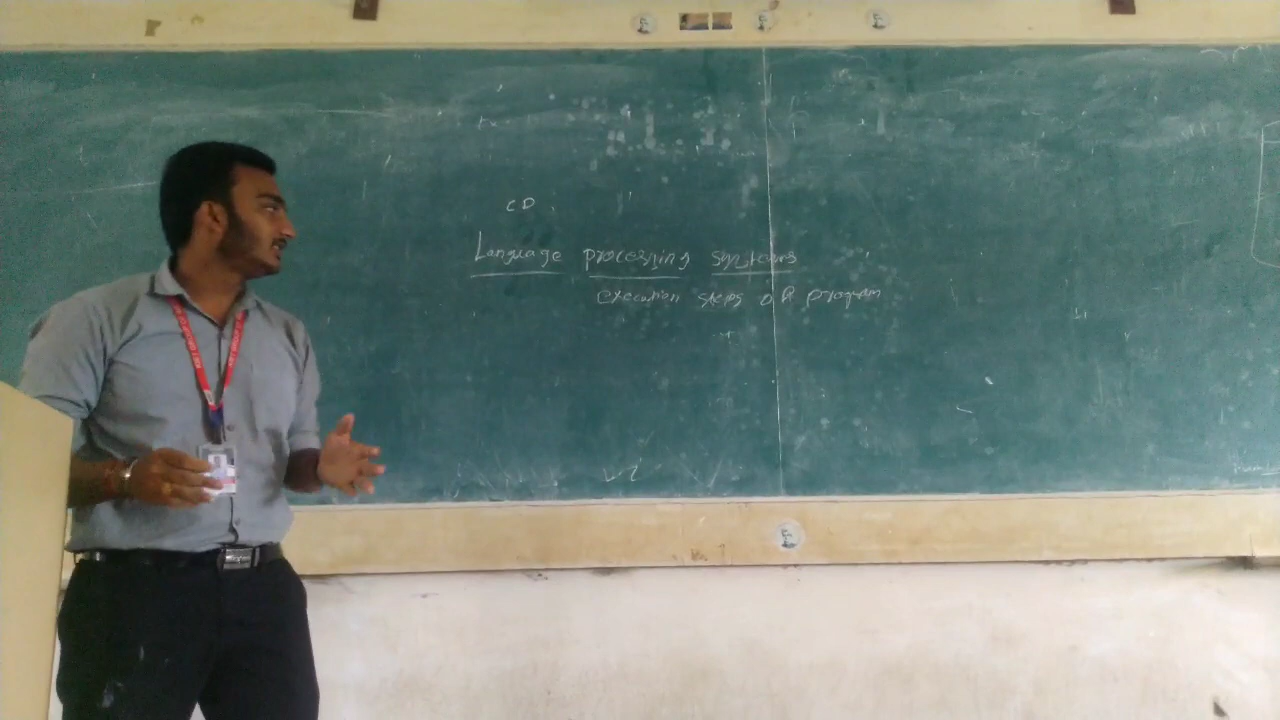 CD
Language processing systems
execution steps of a program